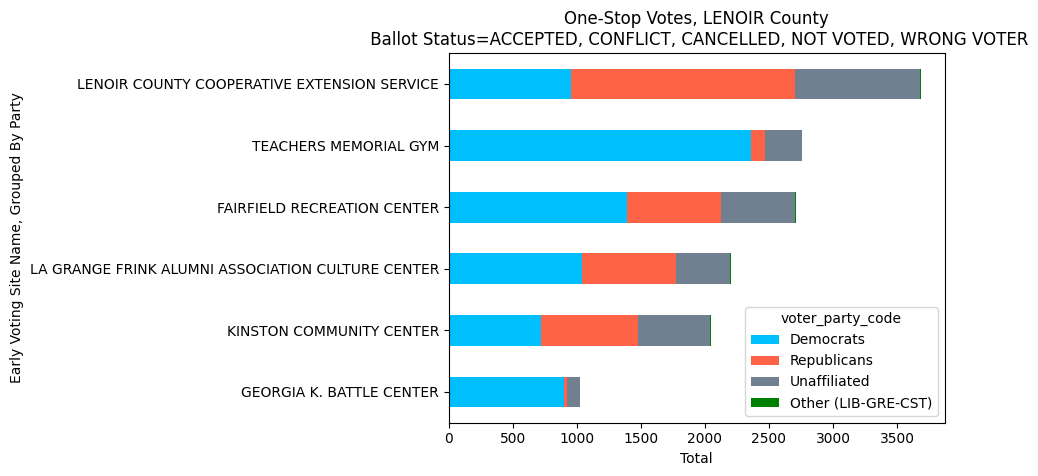 One-Stop Votes, LENOIR County
Ballot Status=ACCEPTED, CONFLICT, CANCELLED, NOT VOTED, WRONG VOTER
Early Voting Site Name, Grouped By Party
LENOIR COUNTY COOPERATIVE EXTENSION SERVICE
TEACHERS MEMORIAL GYM
FAIRFIELD RECREATION CENTER
LA GRANGE FRINK ALUMNI ASSOCIATION CULTURE CENTER
KINSTON COMMUNITY CENTER
GEORGIA K. BATTLE CENTER
voter_party_code
Democrats
Republicans
Unaffiliated
Other (LIB-GRE-CST)
0 500 1000 1500 2000 2500 3000 3500
Total